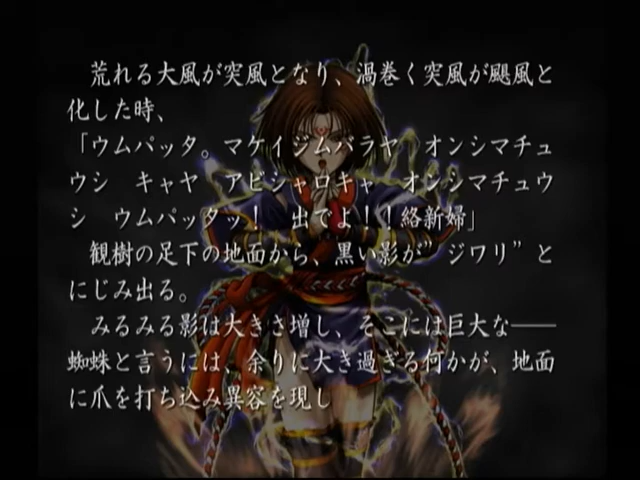 荒れる大風が突風となり、渦巻く突風が颶風と
化した時、
「ウムパッタ。マケイジムバラヤ　オンシマチュ
ウシ　キャヤ　アビシャロキャ　オンシマチュウ
シ　ウムパッタッ！　出でよ！！絡新婦」
　観樹の足下の地面から、黒い影が”ジワリ”と
にじみ出る。
　みるみる影は大きさ増し、そこには巨大な――
蜘蛛と言うには、余りに大き過ぎる何かが、地面
に爪を打ち込み異容を現し